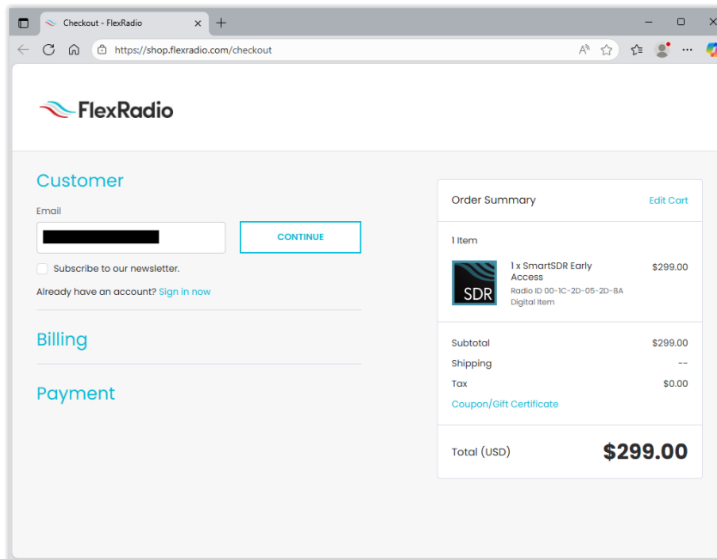 Checkout - FlexRadio
https://shop.flexradio.com/checkout
FlexRadio
Customer
Email
CONTINUE
Subscribe to our newsletter.
Already have an account? Sign in now
Billing
Payment
Order Summary
Edit Cart
1 Item
SDR
1 x SmartSDR Early $299.00
Access
Radio ID 00-1C-2D-05-2D-8A
Digital Item
Subtotal $299.00
Shipping --
Tax $0.00
Coupon/Gift Certificate
Total (USD) $299.00